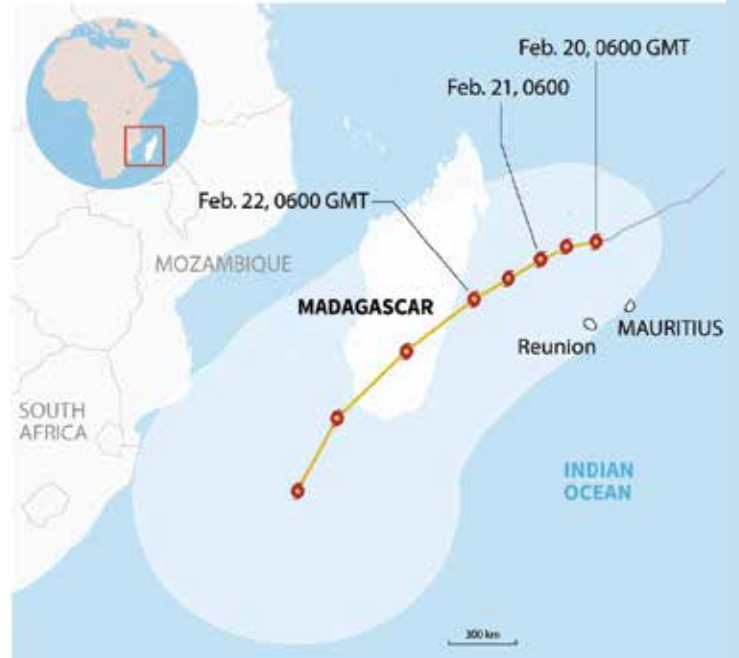 Feb. 20, 0600 GMT
Feb. 21, 0600
Feb. 22, 0600 GMT
MOZAMBIQUE
MADAGASCAR
MAURITIUS
Reunion
SOUTH
AFRICA
INDIAN
OCEAN
300 km